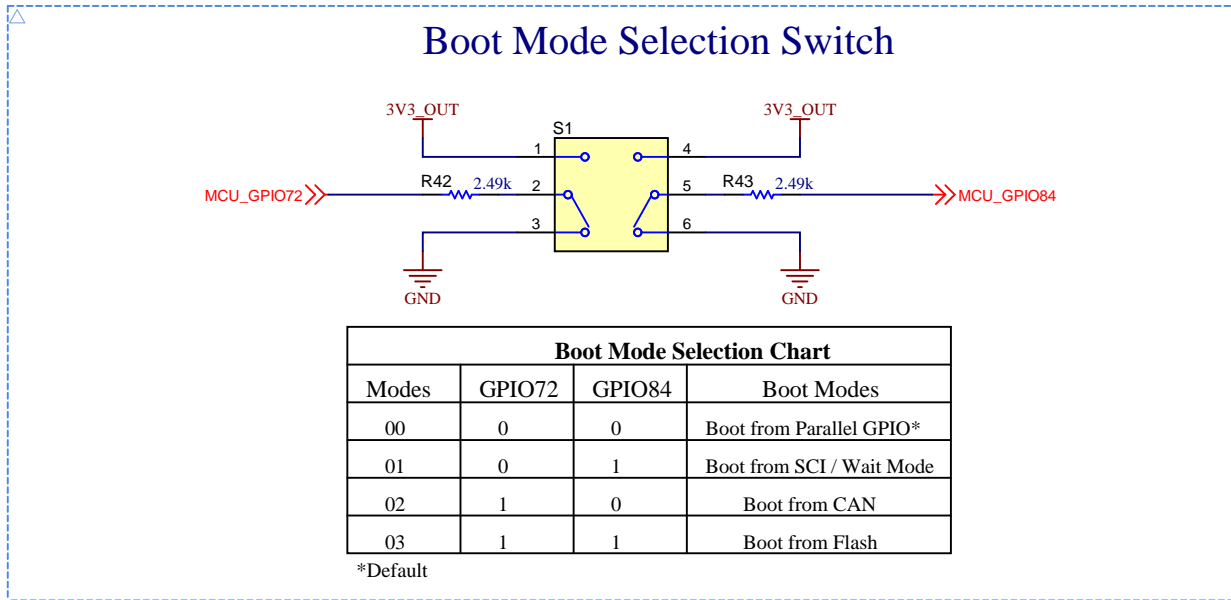 Boot Mode Selection Switch
3V3_OUT 3V3_OUT
S1
1 4
MCU_GPIO72 R42 2.49k 2 5 R43 2.49k MCU_GPIO84
3 6
GND GND
Boot Mode Selection Chart
Modes GPIO72 GPIO84 Boot Modes
00 0 0 Boot from Parallel GPIO*
01 0 1 Boot from SCI / Wait Mode
02 1 0 Boot from CAN
03 1 1 Boot from Flash
*Default